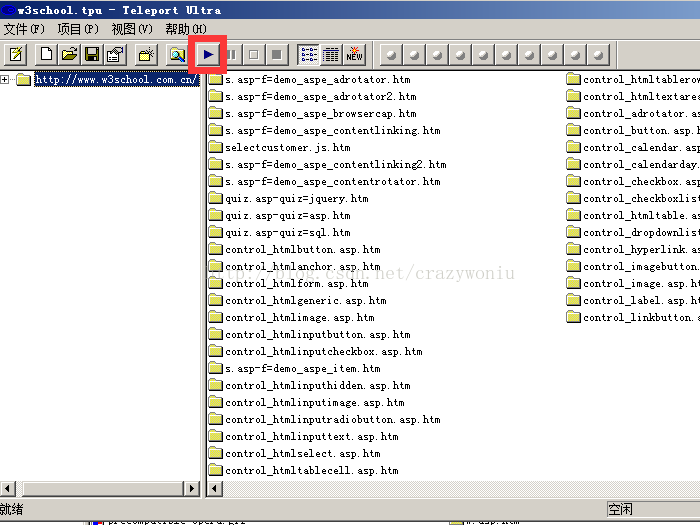 w3school.tpu - Teleport Ultra
文件(F) 项目(P) 视图(V) 帮助(H)
NEW
http://www.w3school.com.cn/
s.asp-f=demo_aspe_adrotator.htm
s.asp-f=demo_aspe_adrotator2.htm
s.asp-f=demo_aspe_browsercap.htm
s.asp-f=demo_aspe_contentlinking.htm
selectcustomer.js.htm
s.asp-f=demo_aspe_contentlinking2.htm
s.asp-f=demo_aspe_contentrotator.htm
quiz.asp-quiz=jquery.htm
quiz.asp-quiz=asp.htm
quiz.asp-quiz=sql.htm
control_htmlbutton.asp.htm
control_htmlanchor.asp.htm
control_htmlform.asp.htm
control_htmlgeneric.asp.htm
control_htmlimage.asp.htm
control_htmlinputbutton.asp.htm
control_htmlinputcheckbox.asp.htm
s.asp-f=demo_aspe_item.htm
control_htmlinputhidden.asp.htm
control_htmlinputimage.asp.htm
control_htmlinputradiobutton.asp.htm
control_htmlinputtext.asp.htm
control_htmlselect.asp.htm
control_htmltablecell.asp.htm
control_htmltablerow
control_htmltextarea
control_adrotator.as
control_button.asp.h
control_calendar.asp
control_calendarday.
control_checkbox.asp
control_checkboxlist
control_htmltable.as
control_dropdownlist
control_hyperlink.as
control_imagebutton.
control_image.asp.ht
control_label.asp.ht
control_linkbutton.a
http://blog.csdn.net/crazywoniu
就绪
空闲